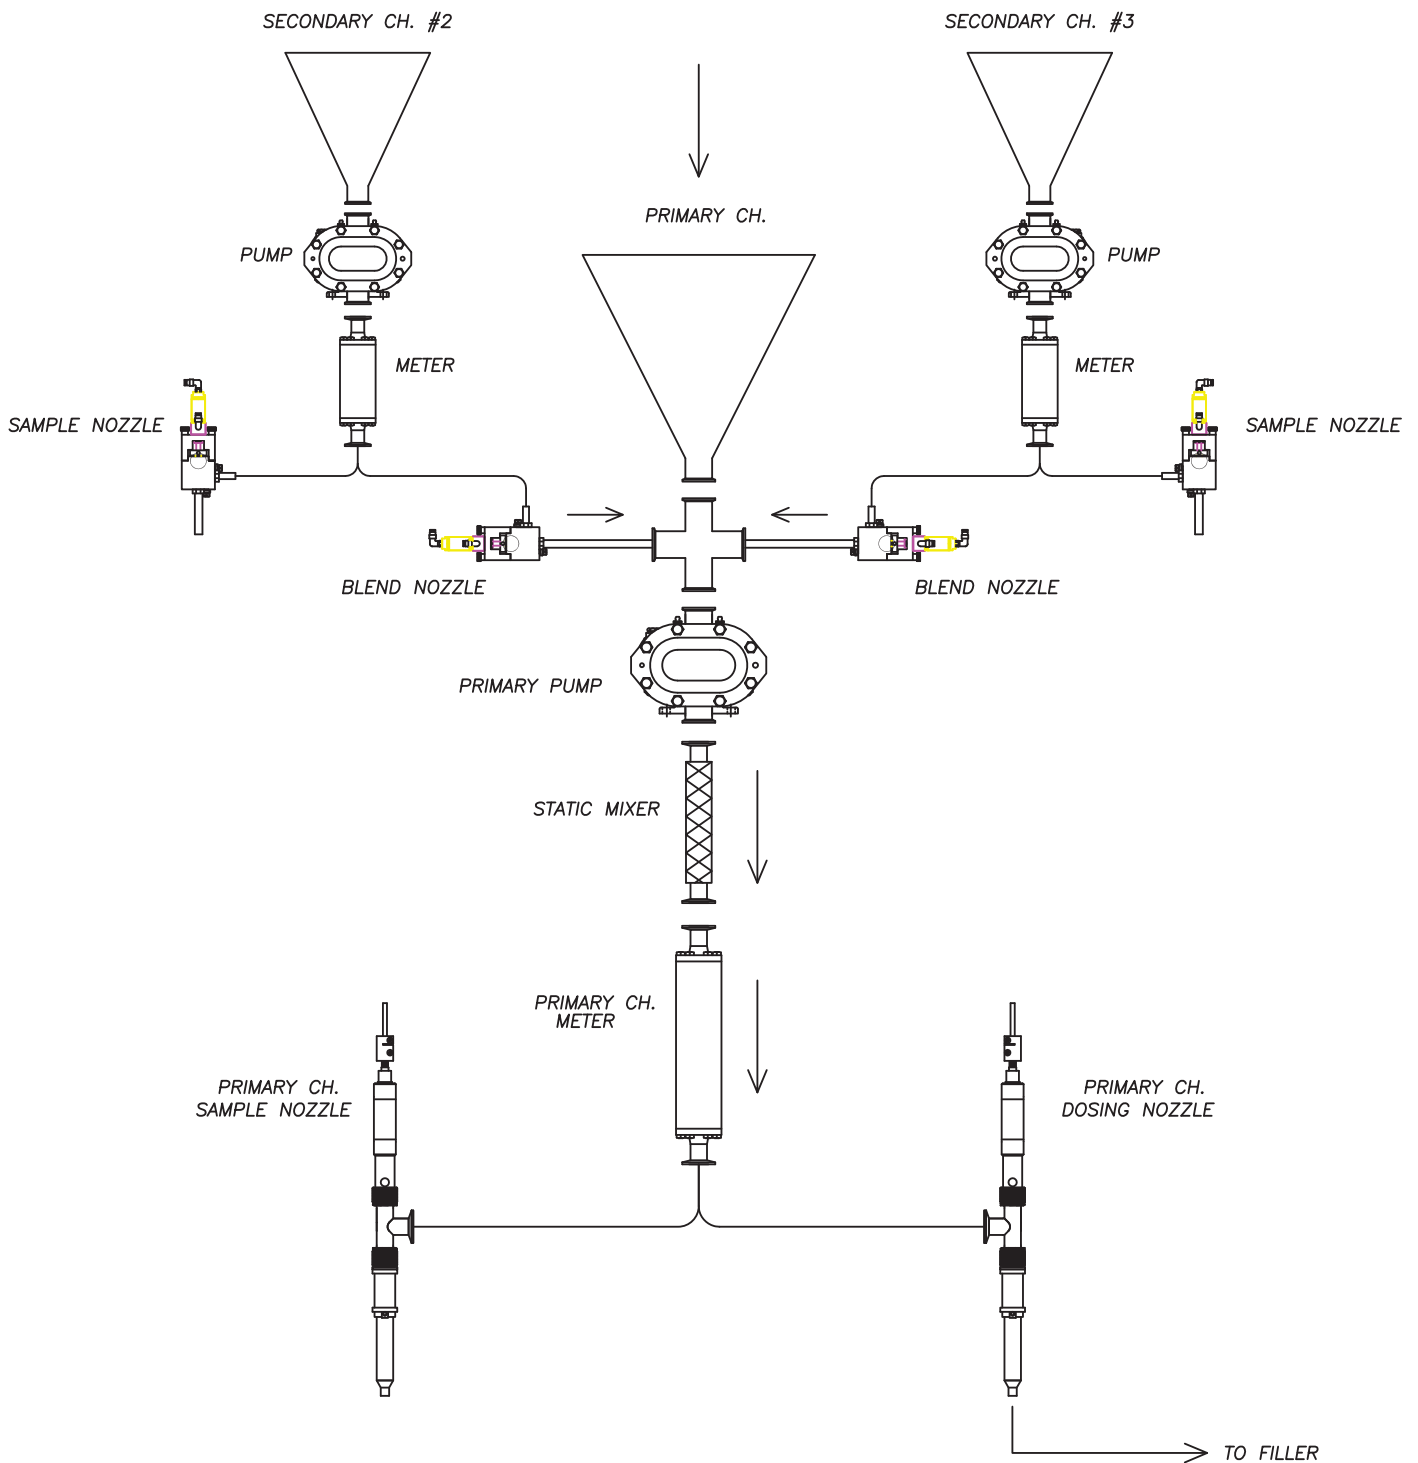 SECONDARY CH. #2
SECONDARY CH. #3
PRIMARY CH.
PUMP
PUMP
METER
METER
SAMPLE NOZZLE
SAMPLE NOZZLE
BLEND NOZZLE
BLEND NOZZLE
PRIMARY PUMP
STATIC MIXER
PRIMARY CH.
METER
PRIMARY CH.
SAMPLE NOZZLE
PRIMARY CH.
DOSING NOZZLE
TO FILLER